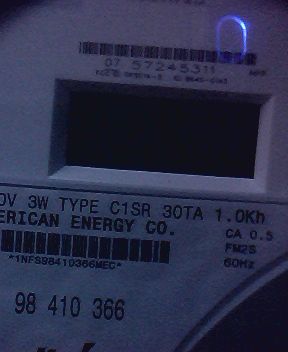 07 57245311
0V 3W TYPE C1SR 30TA 1.0Kh
ERICAN ENERGY CO. CA 0.5
FM2S
*1NFS98410366MEC* 60Hz
98 410 366